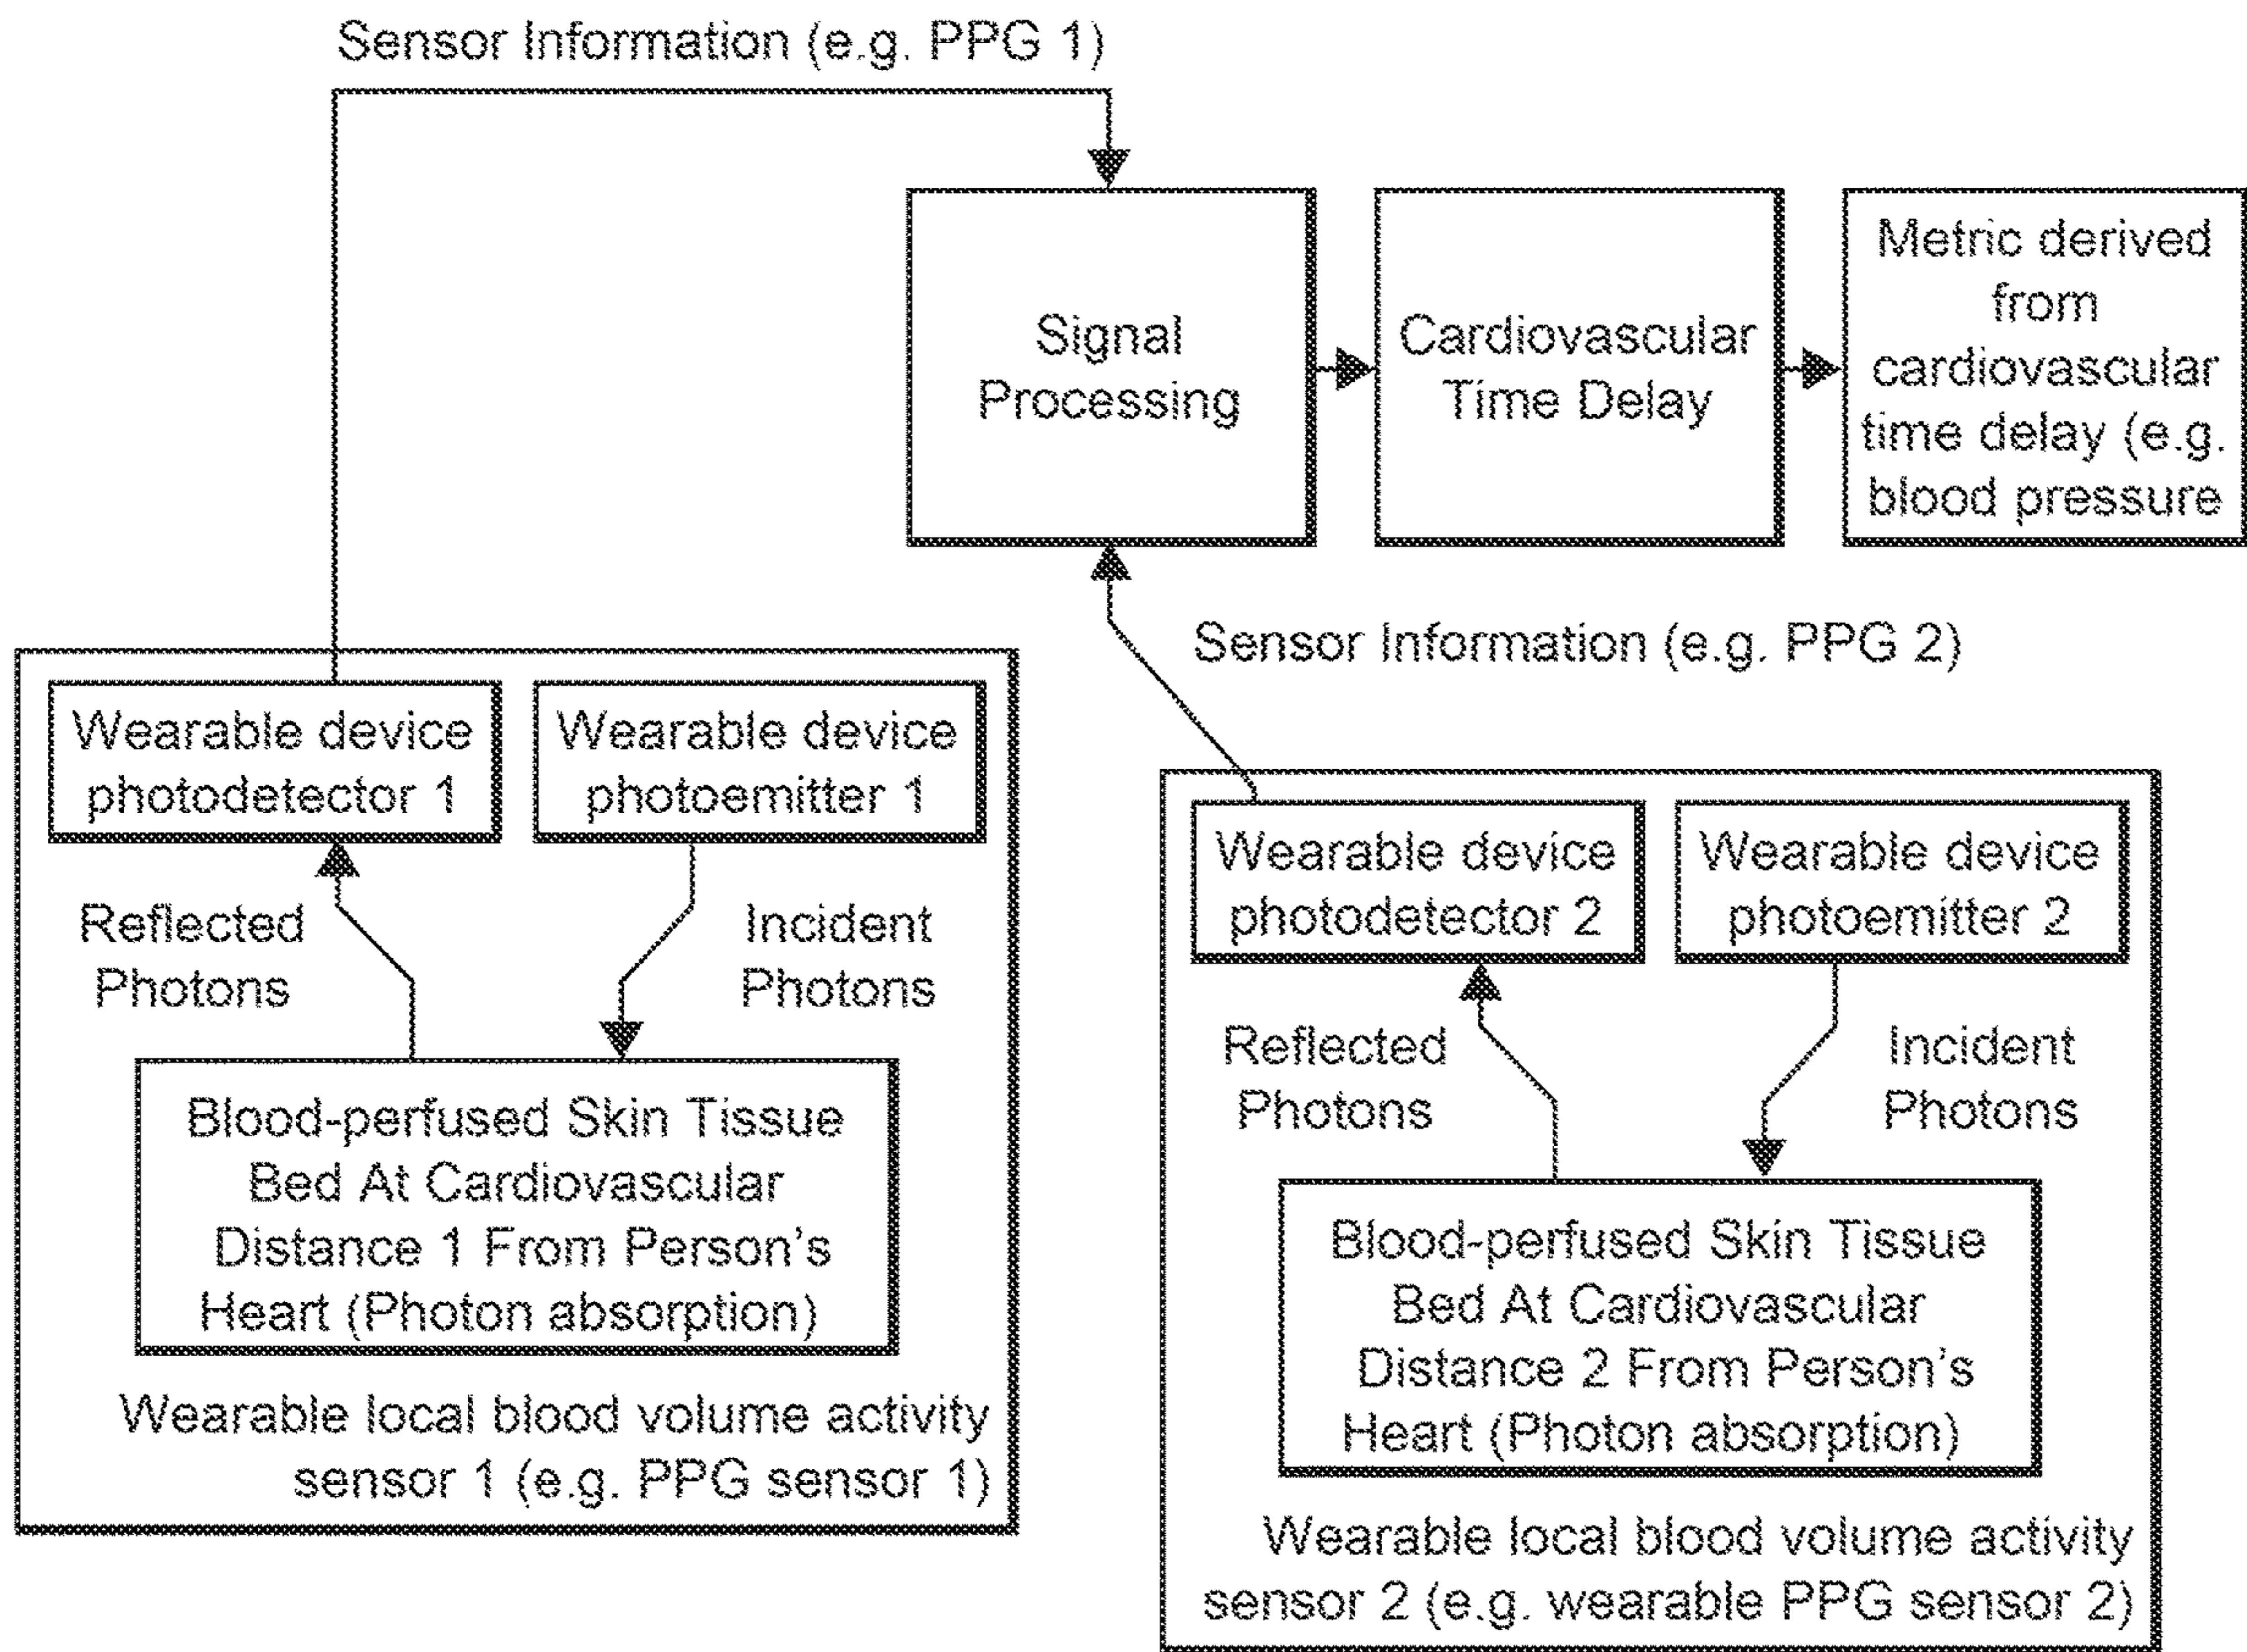 Sensor Information (e.g. PPG 1)
Signal
Processing
Cardiovascular
Time Delay
Metric derived
from
cardiovascular
time delay (e.g.
blood pressure
Sensor Information (e.g. PPG 2)
Wearable device
photodetector 1
Wearable device
photoemitter 1
Reflected
Photons
Incident
Photons
Blood-perfused Skin Tissue
Bed At Cardiovascular
Distance 1 From Person's
Heart (Photon absorption)
Wearable local blood volume activity
sensor 1 (e.g. PPG sensor 1)
Wearable device
photodetector 2
Wearable device
photoemitter 2
Reflected
Photons
Incident
Photons
Blood-perfused Skin Tissue
Bed At Cardiovascular
Distance 2 From Person's
Heart (Photon absorption)
Wearable local blood volume activity
sensor 2 (e.g. wearable PPG sensor 2)